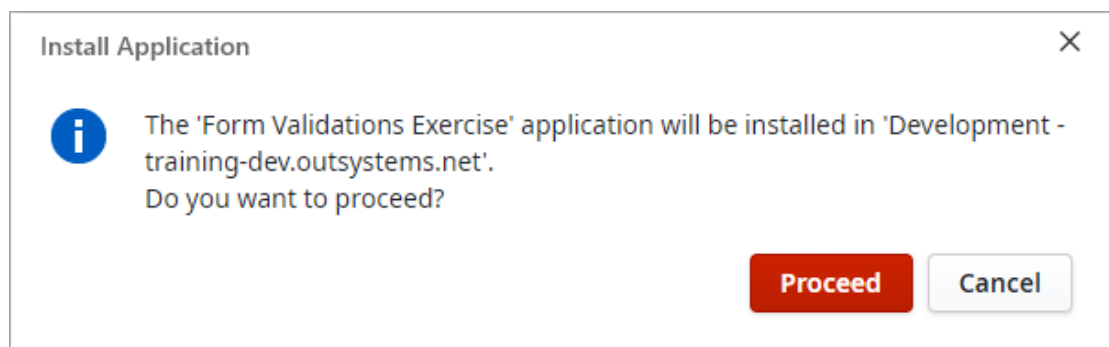 Install Application
The 'Form Validations Exercise' application will be installed in 'Development -
training-dev.outsystems.net'.
Do you want to proceed?
Proceed
Cancel